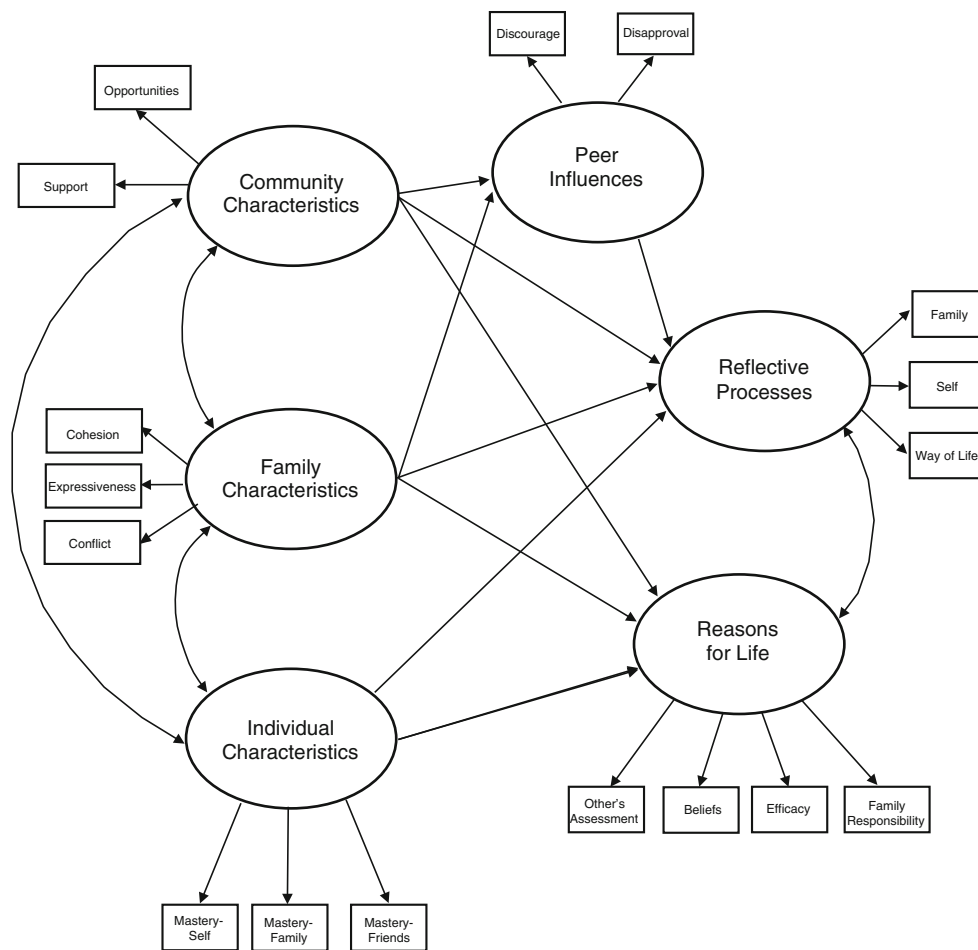 Discourage
Disapproval
Opportunities
Peer
Influences
Support
Community
Characteristics
Family
Reflective
Processes
Self
Cohesion
Family
Characteristics
Way of Life
Expressiveness
Conflict
Reasons
for Life
Individual
Characteristics
Other's
Assessment
Beliefs
Efficacy
Family
Responsibility
Mastery-
Self
Mastery-
Family
Mastery-
Friends